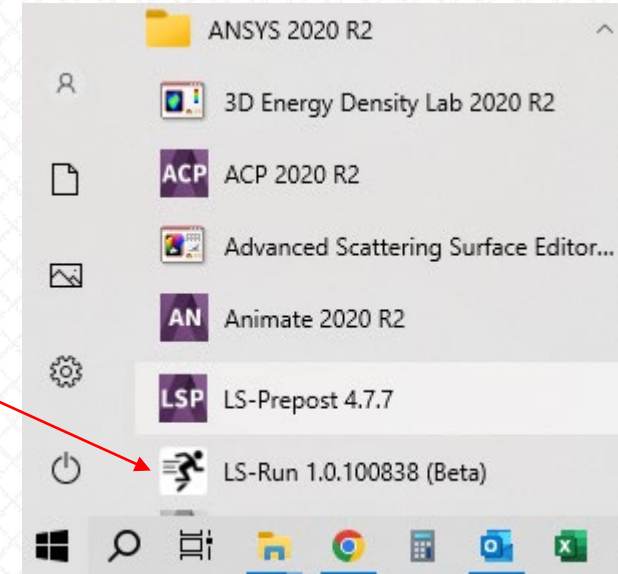 ANSYS 2020 R2
3D Energy Density Lab 2020 R2
ACP ACP 2020 R2
Advanced Scattering Surface Editor...
AN Animate 2020 R2
LSP LS-Prepost 4.7.7
LS-Run 1.0.100838 (Beta)